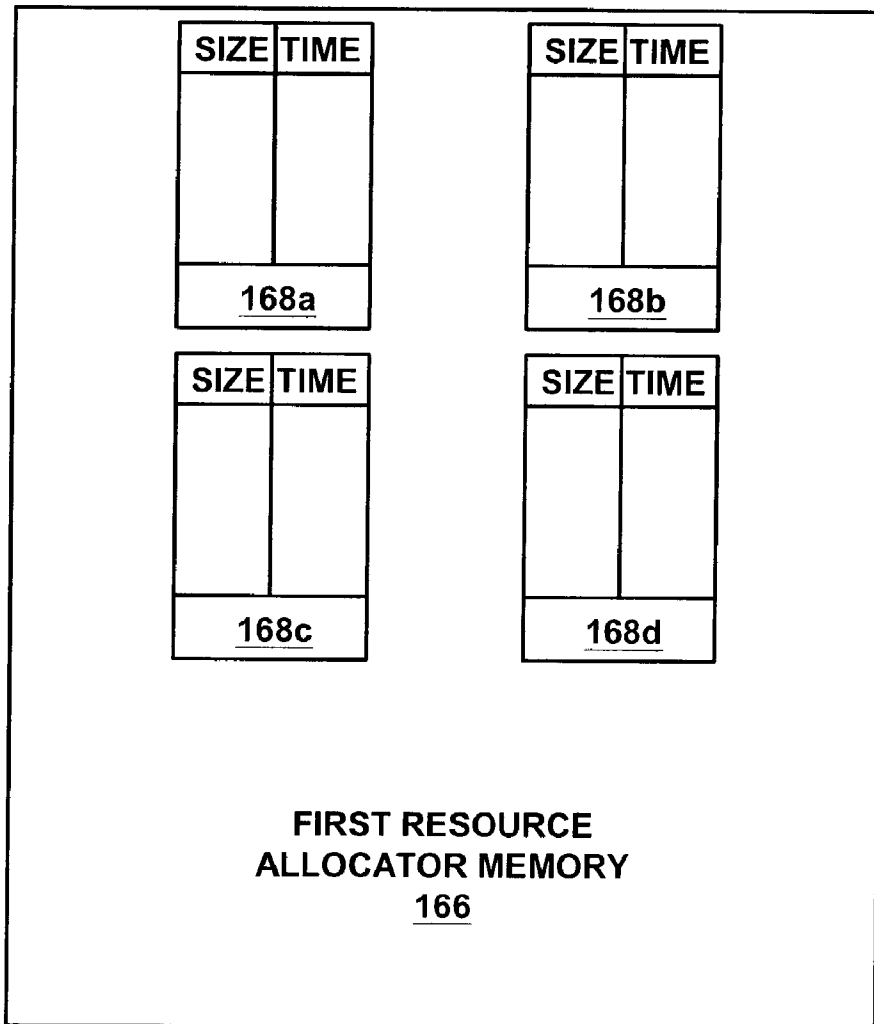 SIZE TIME
SIZE TIME
168a
168b
SIZE TIME
SIZE TIME
168c
168d
FIRST RESOURCE
ALLOCATOR MEMORY
166